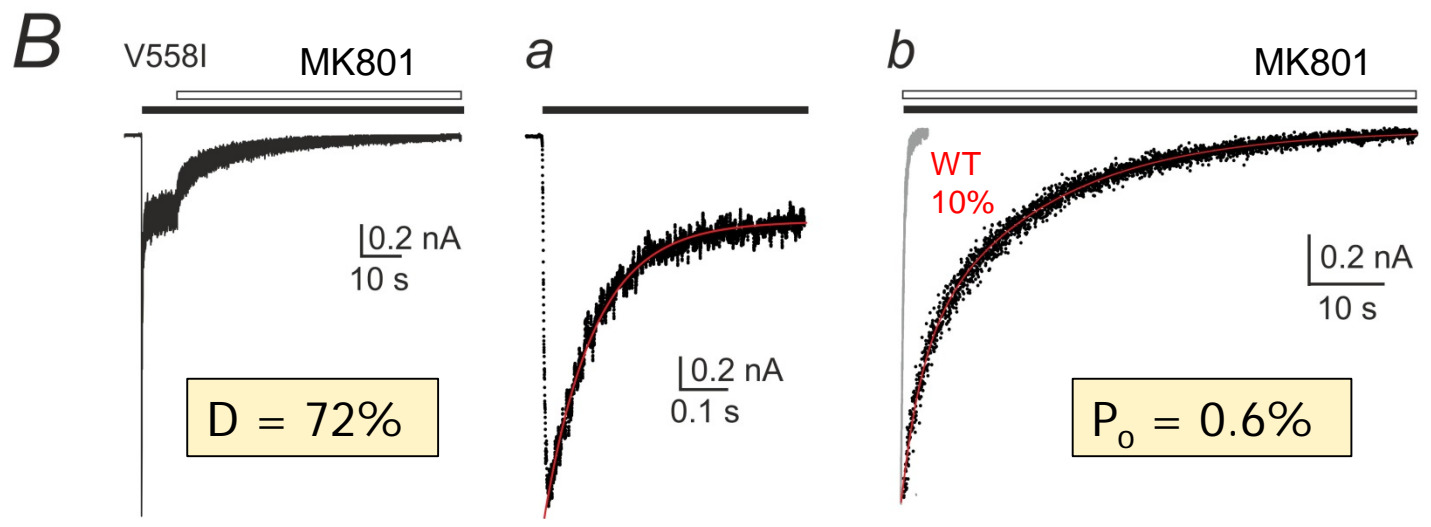 B
V558I
MK801
0.2 nA
10 s
D = 72%
a
0.2 nA
0.1 s
b
MK801
WT
10%
0.2 nA
10 s
Po = 0.6%